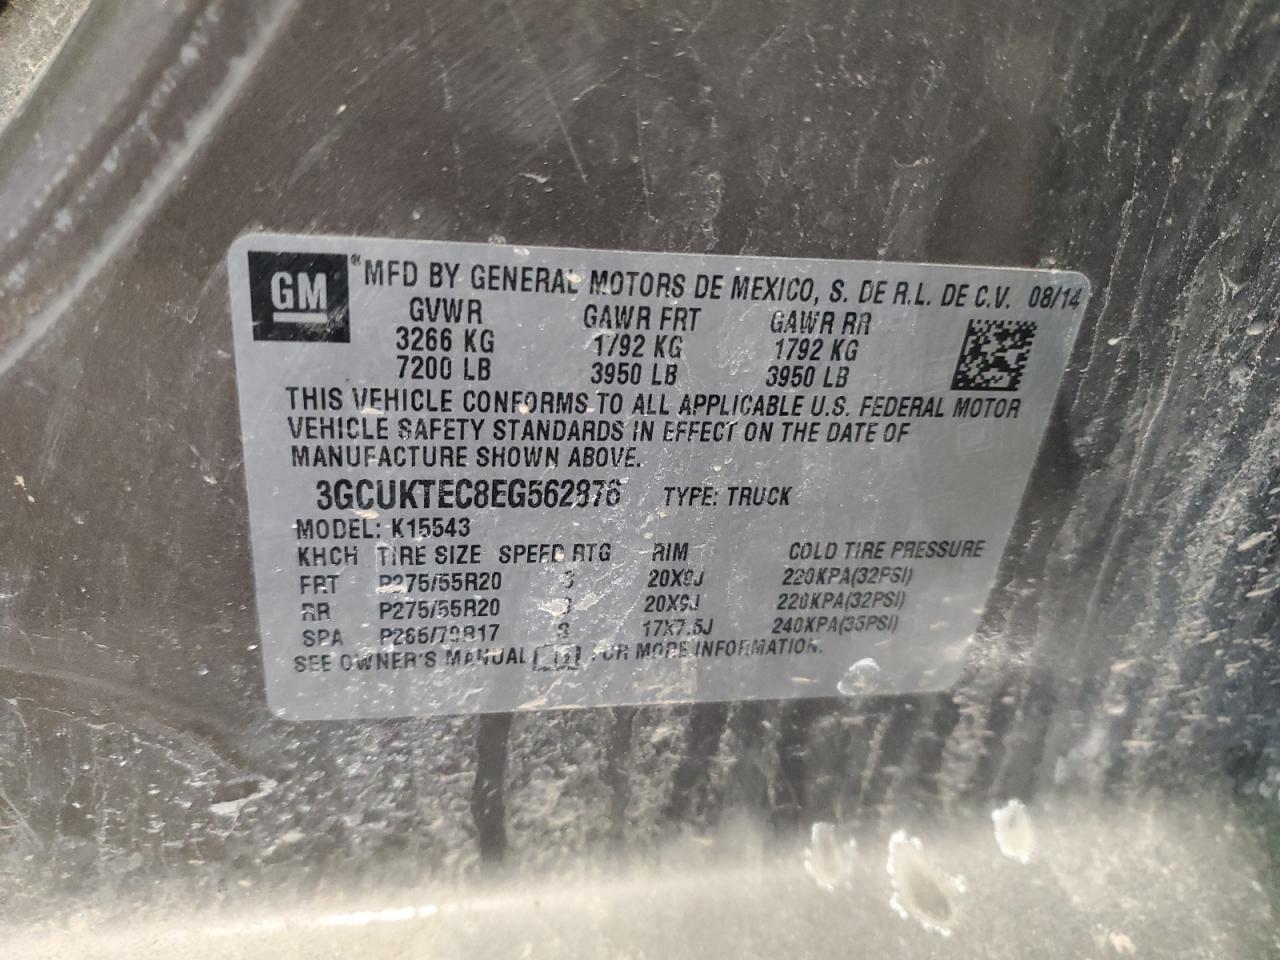 GM
® MFD BY GENERAL MOTORS DE MEXICO, S. DE R.L. DE C.V. 08/14
GVWR GAWR FRT GAWR RR
3266 KG 1792 KG 1792 KG
7200 LB 3950 LB 3950 LB
THIS VEHICLE CONFORMS TO ALL APPLICABLE U.S. FEDERAL MOTOR
VEHICLE SAFETY STANDARDS IN EFFECT ON THE DATE OF
MANUFACTURE SHOWN ABOVE.
3GCUKTEC8EG562876 TYPE: TRUCK
MODEL: K15543
KHCH TIRE SIZE SPEED RTG RIM COLD TIRE PRESSURE
FRT P275/55R20 S 20X9J 220KPA(32PSI)
RR P275/55R20 S 20X9J 220KPA(32PSI)
SPA P265/70R17 S 17X7.5J 240KPA(35PSI)
SEE OWNER'S MANUAL FOR MORE INFORMATION.